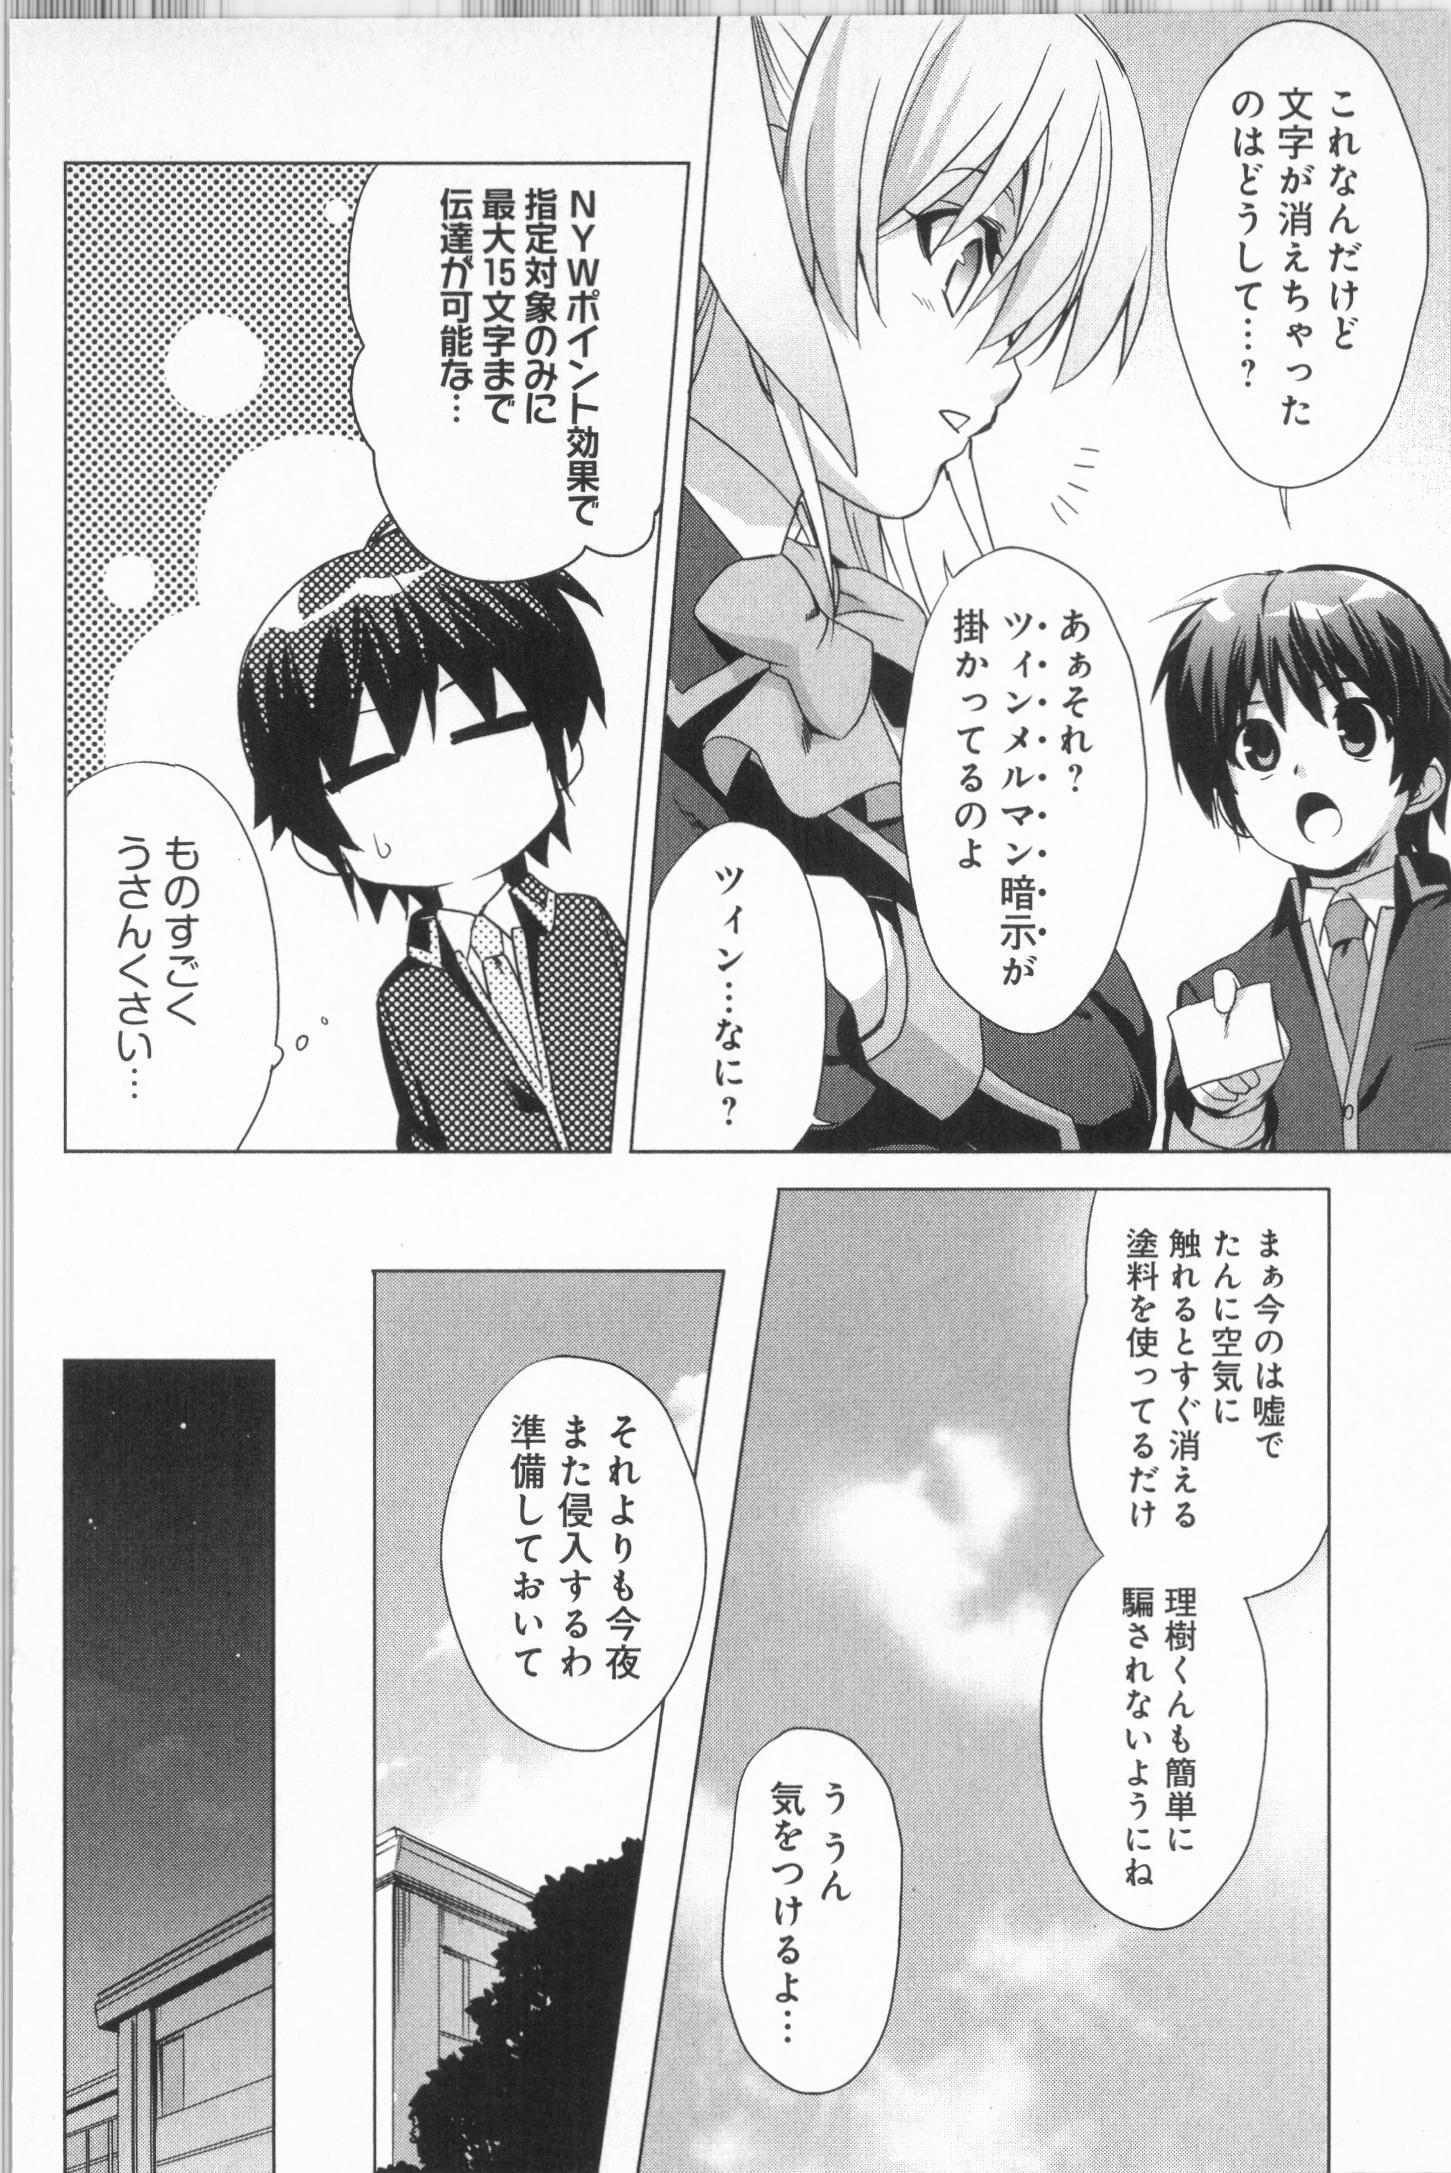 これなんだけど
文字が消えちゃった
のはどうして…?
あぁそれ?
ツィンメルマン暗示が
掛かってるのよ
ツィン…なに?
NYWポイント効果で
指定対象のみに
最大15文字まで
伝達が可能な…
ものすごく
うさんくさい…
まぁ今のは嘘で
たんに空気に
触れるとすぐ消える
塗料を使ってるだけ
理樹くんも簡単に
騙されないようにね
う うん
気をつけるよ…
それよりも今夜
また侵入するわ
準備しておいて